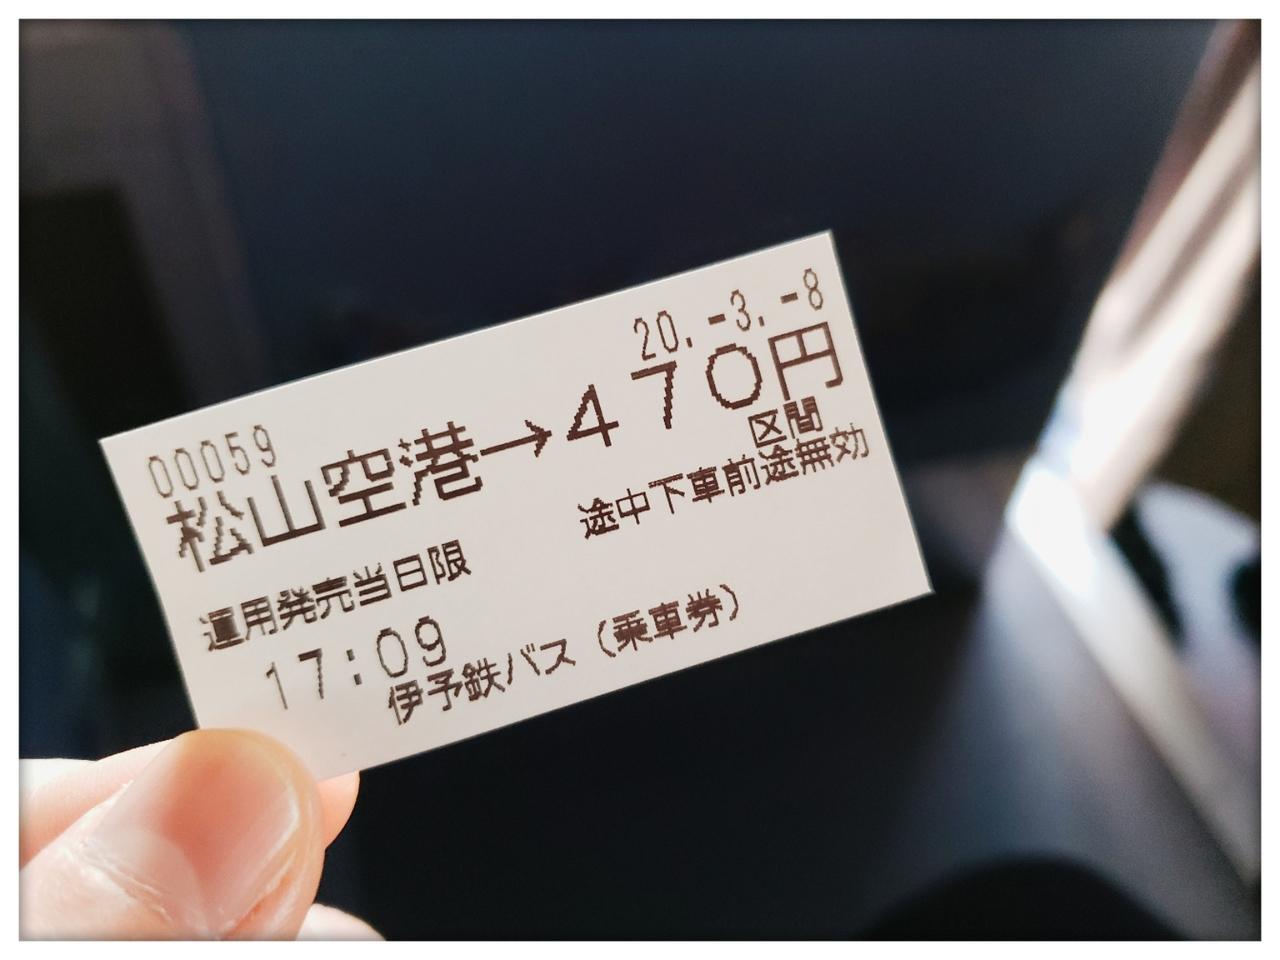 20.-3.-8
00059
松山空港→470円
区間
途中下車前途無効
運用発売当日限
17:09
伊予鉄バス（乗車券）